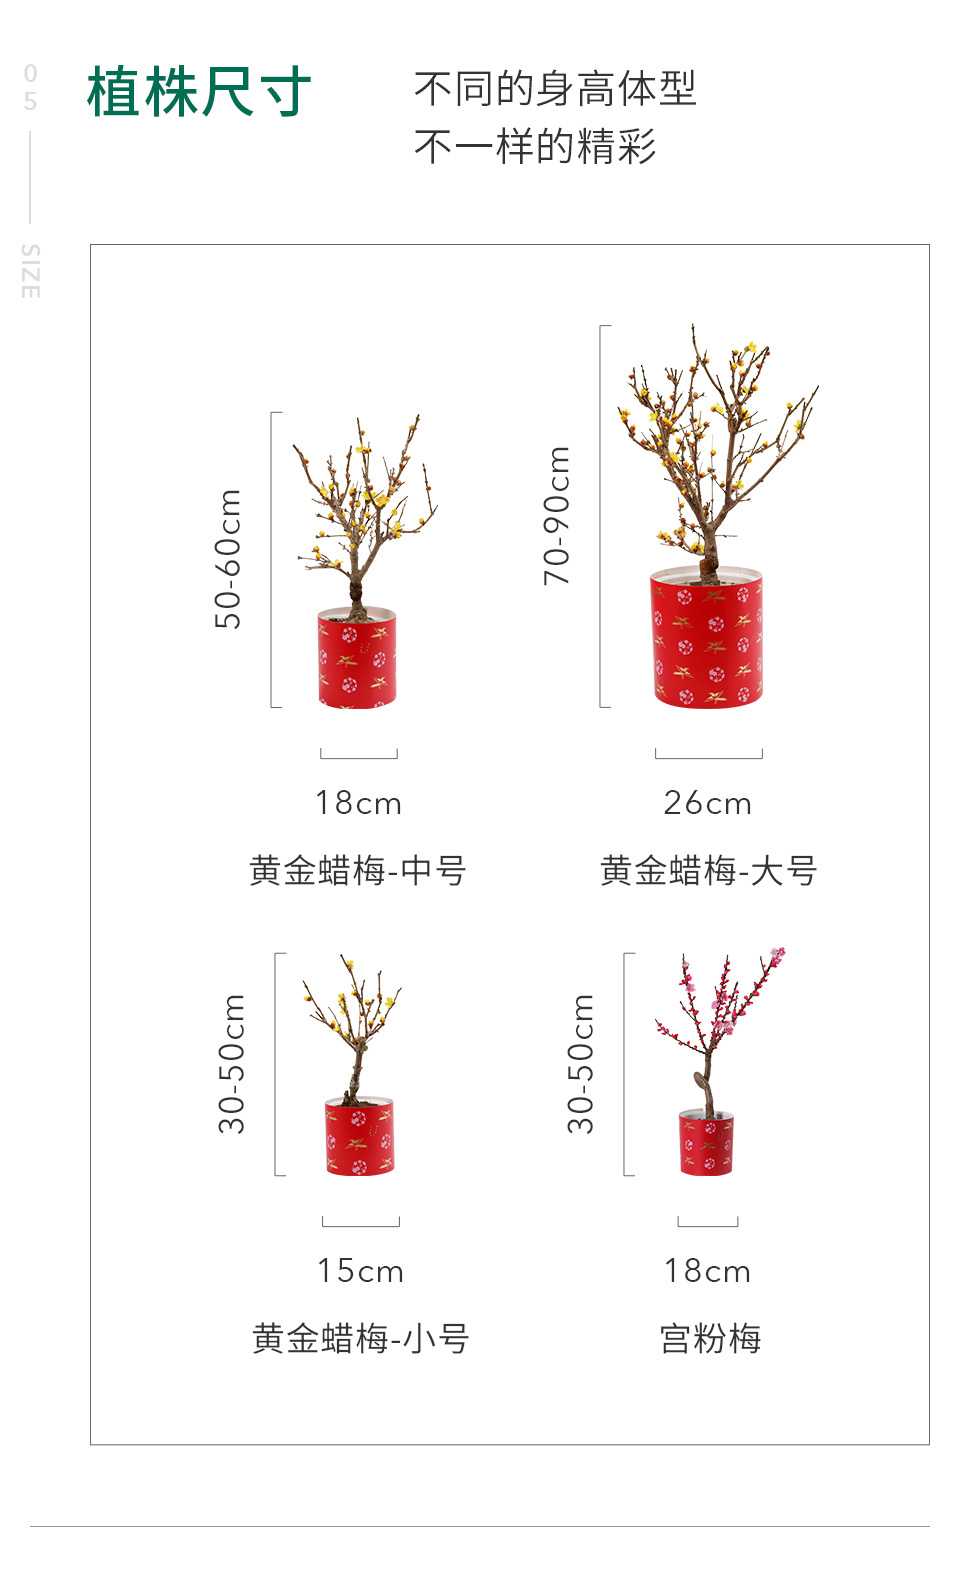 05
SIZE
植株尺寸
不同的身高体型
不一样的精彩
50-60cm
18cm
黄金蜡梅-中号
70-90cm
26cm
黄金蜡梅-大号
30-50cm
15cm
黄金蜡梅-小号
30-50cm
18cm
宫粉梅